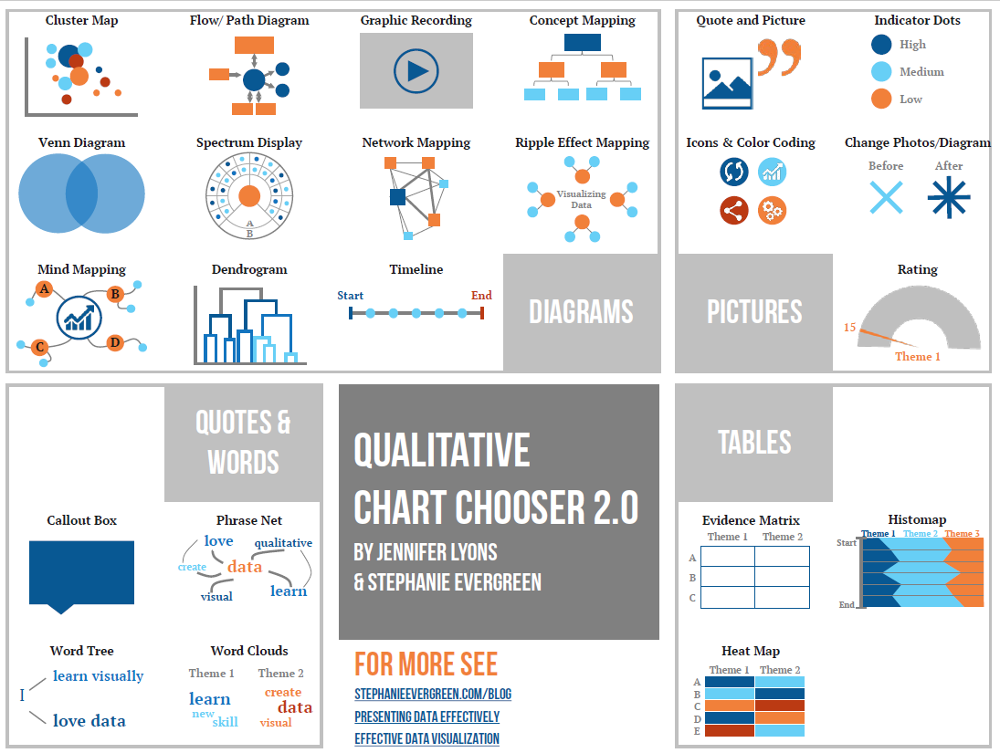 Cluster Map
Flow/ Path Diagram
Graphic Recording
Concept Mapping
Venn Diagram
Spectrum Display
A
B
Network Mapping
Ripple Effect Mapping
Visualizing
Data
Mind Mapping
A
B
C
D
Dendrogram
Timeline
Start
End
DIAGRAMS
Quote and Picture
Indicator Dots
High
Medium
Low
Icons & Color Coding
Change Photos/Diagram
Before
After
PICTURES
Rating
15
Theme 1
QUOTES &
WORDS
Callout Box
Phrase Net
love
qualitative
create
data
visual
learn
Word Tree
I
learn visually
love data
Word Clouds
Theme 1
Theme 2
learn
new
skill
create
data
visual
QUALITATIVE
CHART CHOOSER 2.0
BY JENNIFER LYONS
& STEPHANIE EVERGREEN
FOR MORE SEE
STEPHANIEEVERGREEN.COM/BLOG
PRESENTING DATA EFFECTIVELY
EFFECTIVE DATA VISUALIZATION
TABLES
Evidence Matrix
Theme 1
Theme 2
A
B
C
Histomap
Theme 1
Theme 2
Theme 3
Start
End
Heat Map
Theme 1
Theme 2
A
B
C
D
E